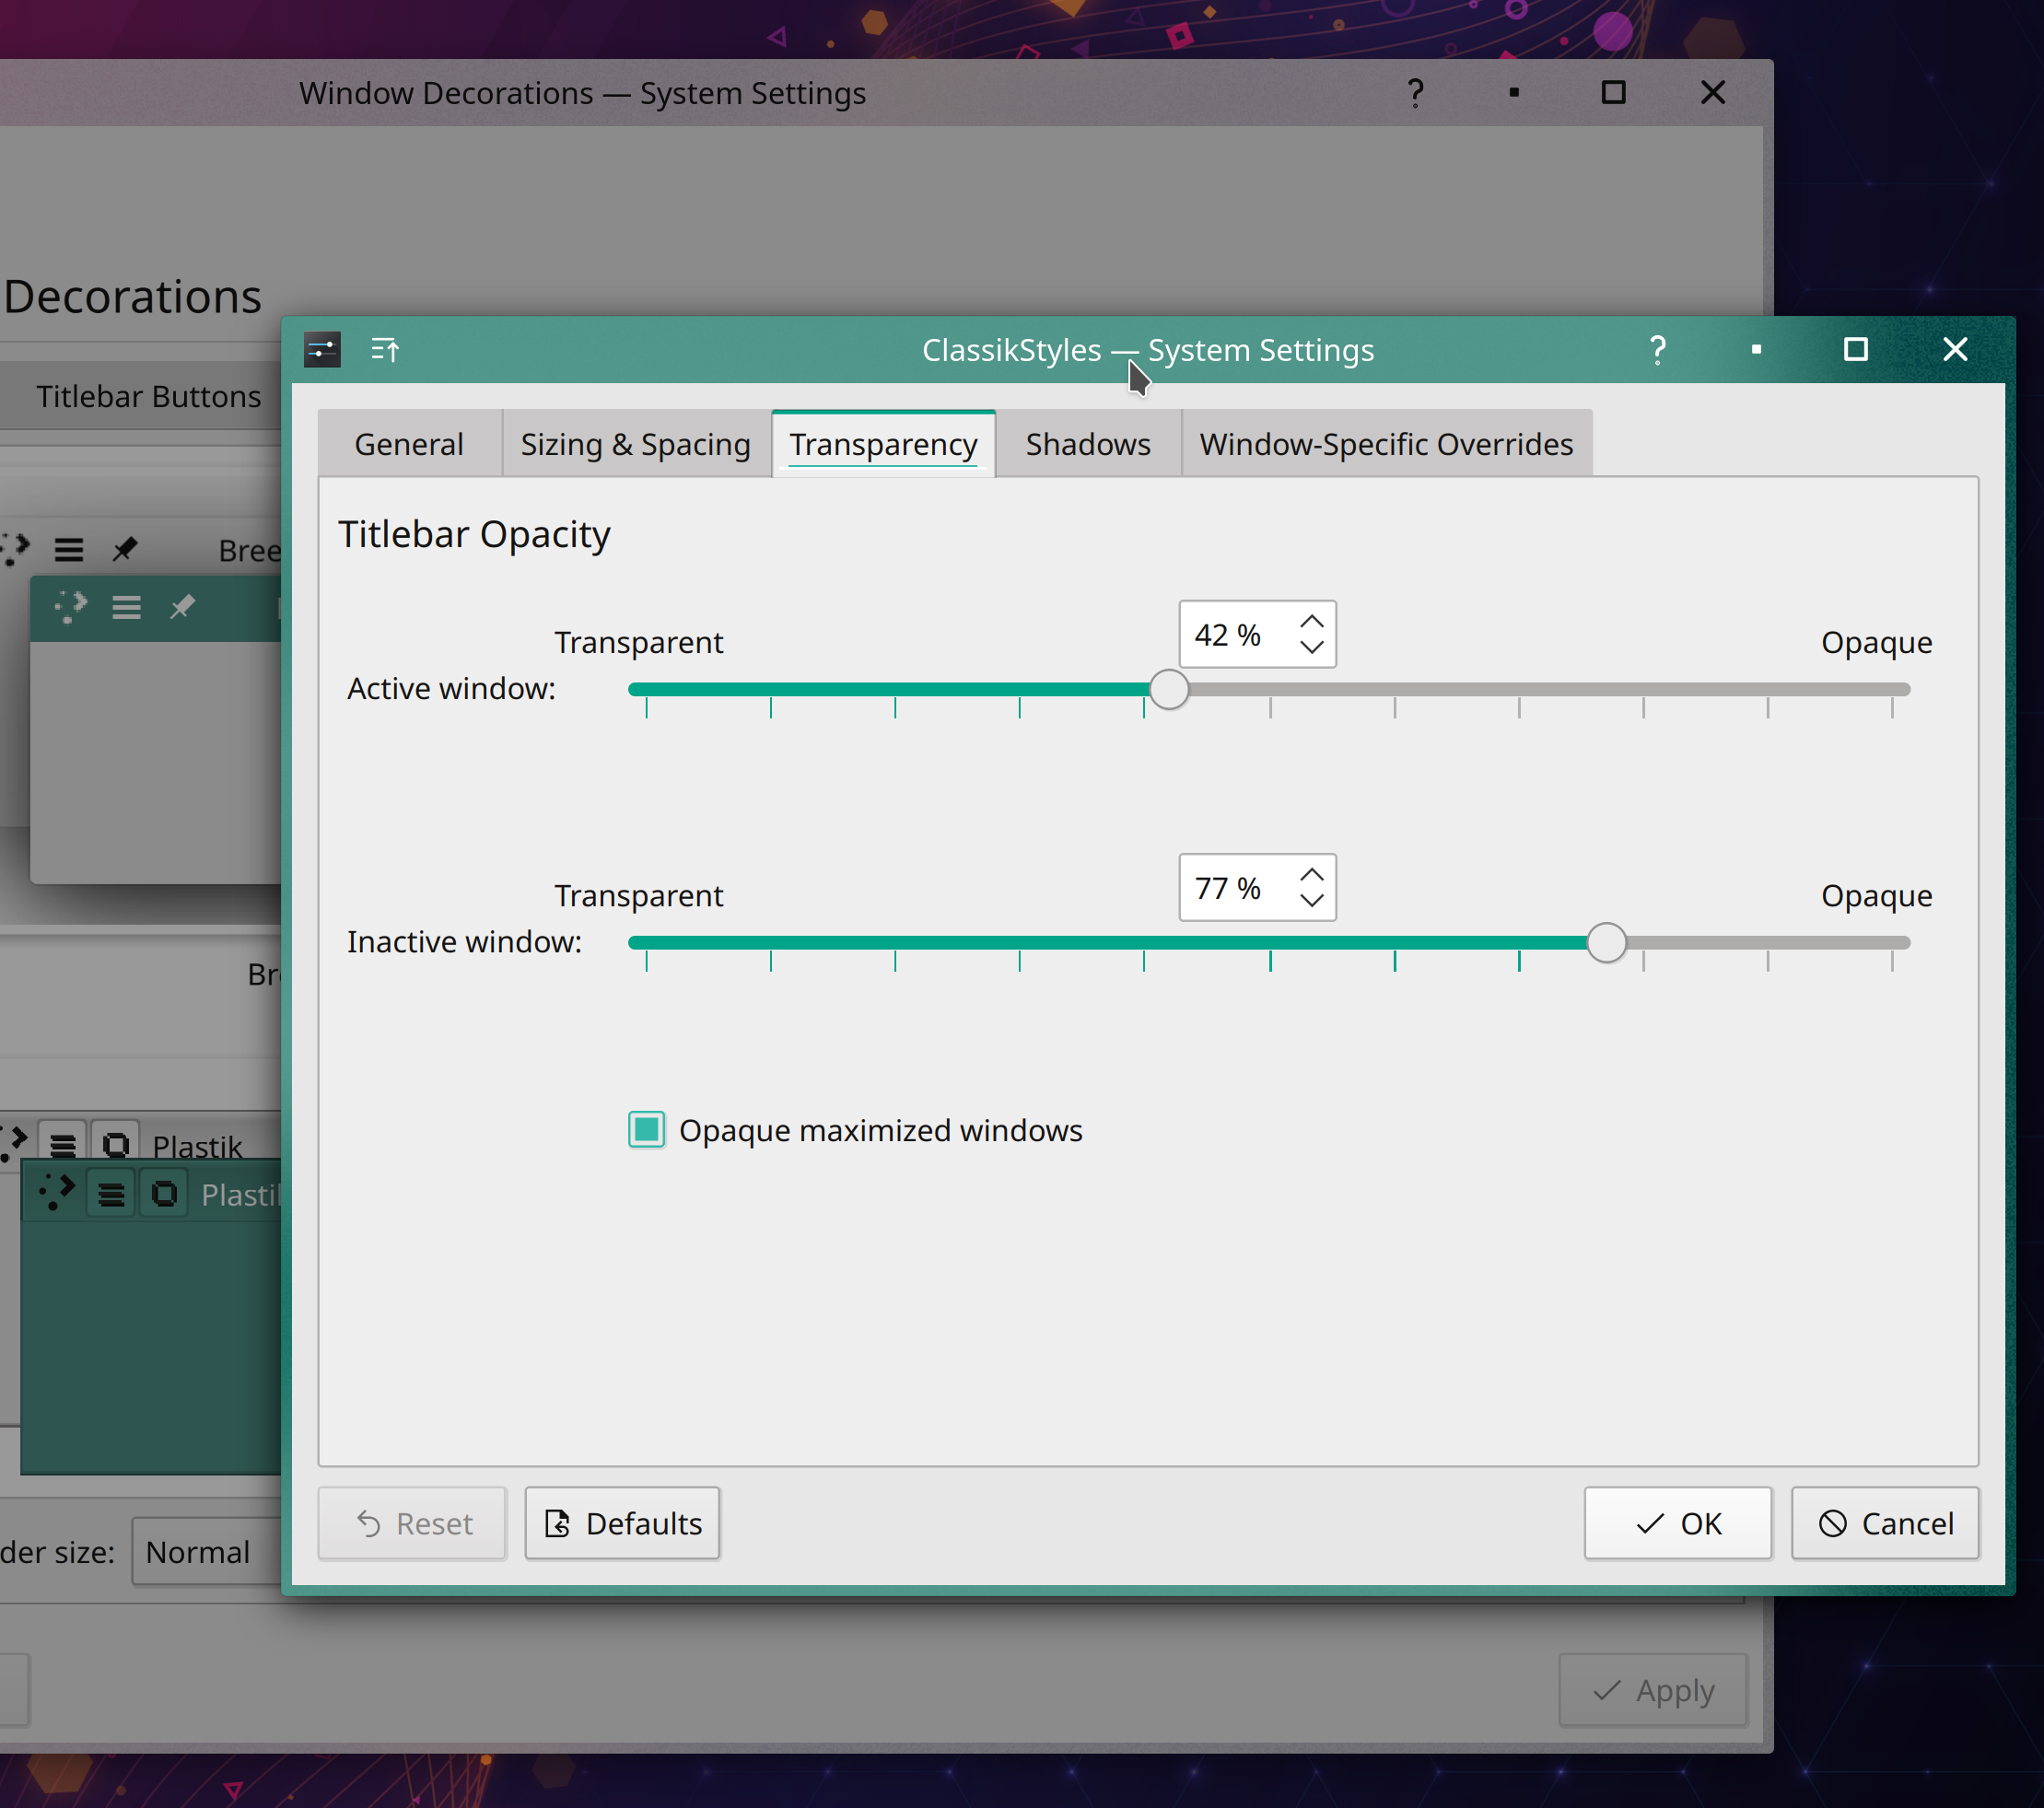 Window Decorations — System Settings
Decorations
Titlebar Buttons
Bree
Br
Plastik
Plasti
der size:
Normal
Apply
ClassikStyles — System Settings
General
Sizing & Spacing
Transparency
Shadows
Window-Specific Overrides
Titlebar Opacity
Transparent
42 %
Opaque
Active window:
Transparent
77 %
Opaque
Inactive window:
Opaque maximized windows
Reset
Defaults
OK
Cancel